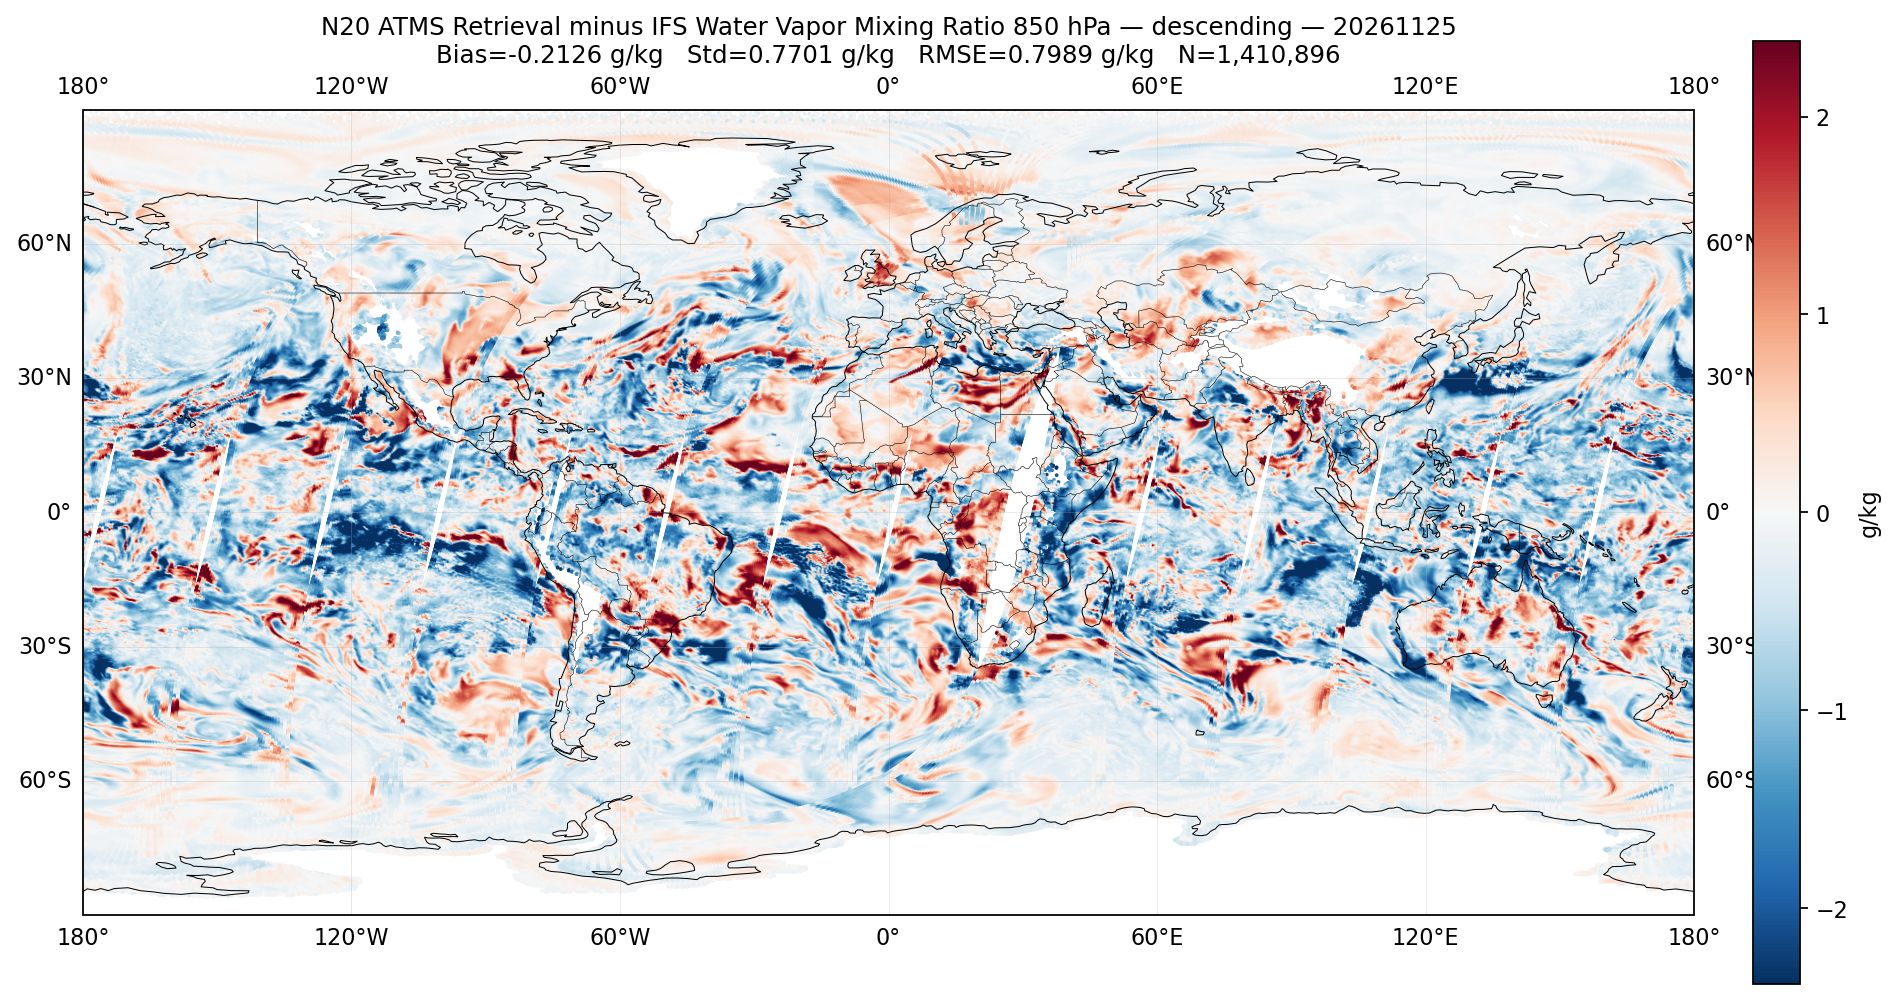 N20 ATMS Retrieval minus IFS Water Vapor Mixing Ratio 850 hPa — descending — 20261125
Bias=-0.2126 g/kg   Std=0.7701 g/kg   RMSE=0.7989 g/kg   N=1,410,896
180° 120°W 60°W 0° 60°E 120°E 180°
60°N 60°N
30°N 30°N
0° 0°
30°S 30°S
60°S 60°S
180° 120°W 60°W 0° 60°E 120°E 180°
2
1
0
−1
−2
g/kg